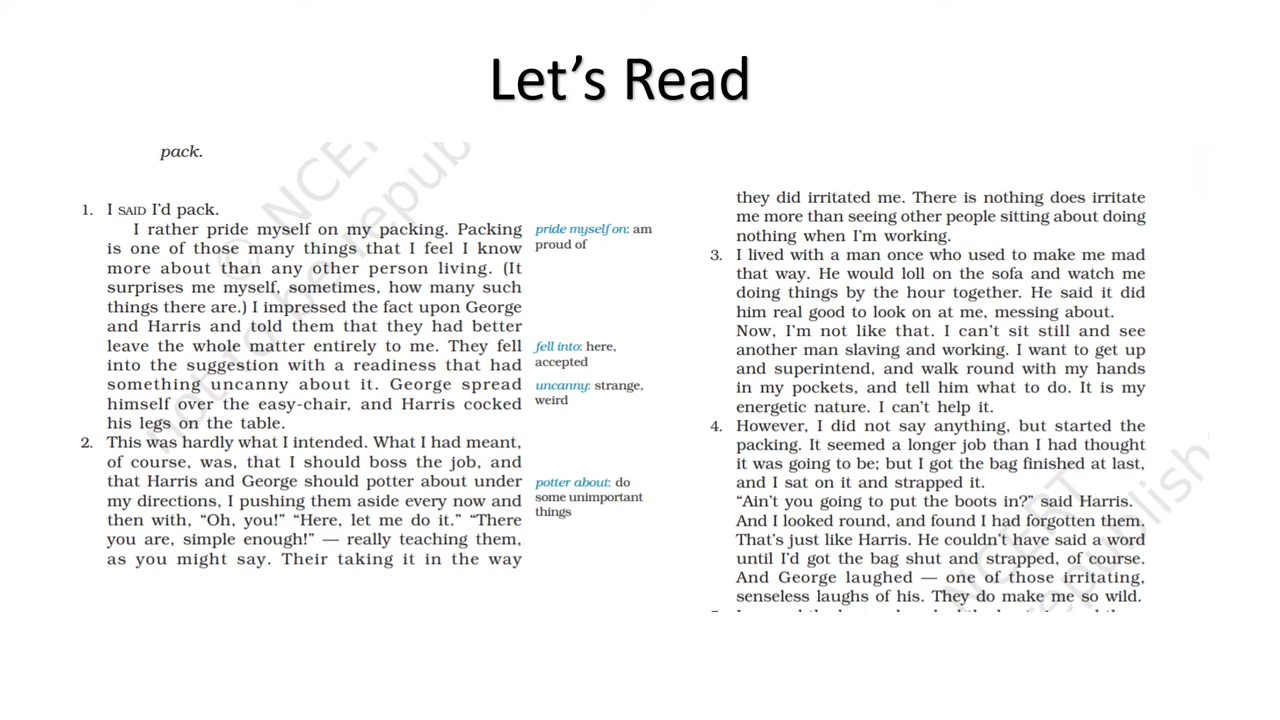 Let's Read
pack.
1. I SAID I'd pack.
I rather pride myself on my packing. Packing
is one of those many things that I feel I know
more about than any other person living. (It
surprises me myself, sometimes, how many such
things there are.) I impressed the fact upon George
and Harris and told them that they had better
leave the whole matter entirely to me. They fell
into the suggestion with a readiness that had
something uncanny about it. George spread
himself over the easy-chair, and Harris cocked
his legs on the table.
2. This was hardly what I intended. What I had meant,
of course, was, that I should boss the job, and
that Harris and George should potter about under
my directions, I pushing them aside every now and
then with, “Oh, you!” “Here, let me do it.” “There
you are, simple enough!” — really teaching them,
as you might say. Their taking it in the way
pride myself on: am
proud of
fell into: here,
accepted
uncanny: strange,
weird
potter about: do
some unimportant
things
they did irritated me. There is nothing does irritate
me more than seeing other people sitting about doing
nothing when I'm working.
3. I lived with a man once who used to make me mad
that way. He would loll on the sofa and watch me
doing things by the hour together. He said it did
him real good to look on at me, messing about.
Now, I'm not like that. I can't sit still and see
another man slaving and working. I want to get up
and superintend, and walk round with my hands
in my pockets, and tell him what to do. It is my
energetic nature. I can't help it.
4. However, I did not say anything, but started the
packing. It seemed a longer job than I had thought
it was going to be; but I got the bag finished at last,
and I sat on it and strapped it.
“Ain't you going to put the boots in?” said Harris.
And I looked round, and found I had forgotten them.
That's just like Harris. He couldn't have said a word
until I'd got the bag shut and strapped, of course.
And George laughed — one of those irritating,
senseless laughs of his. They do make me so wild.
© NCER
not to be republ
NCERT
republish